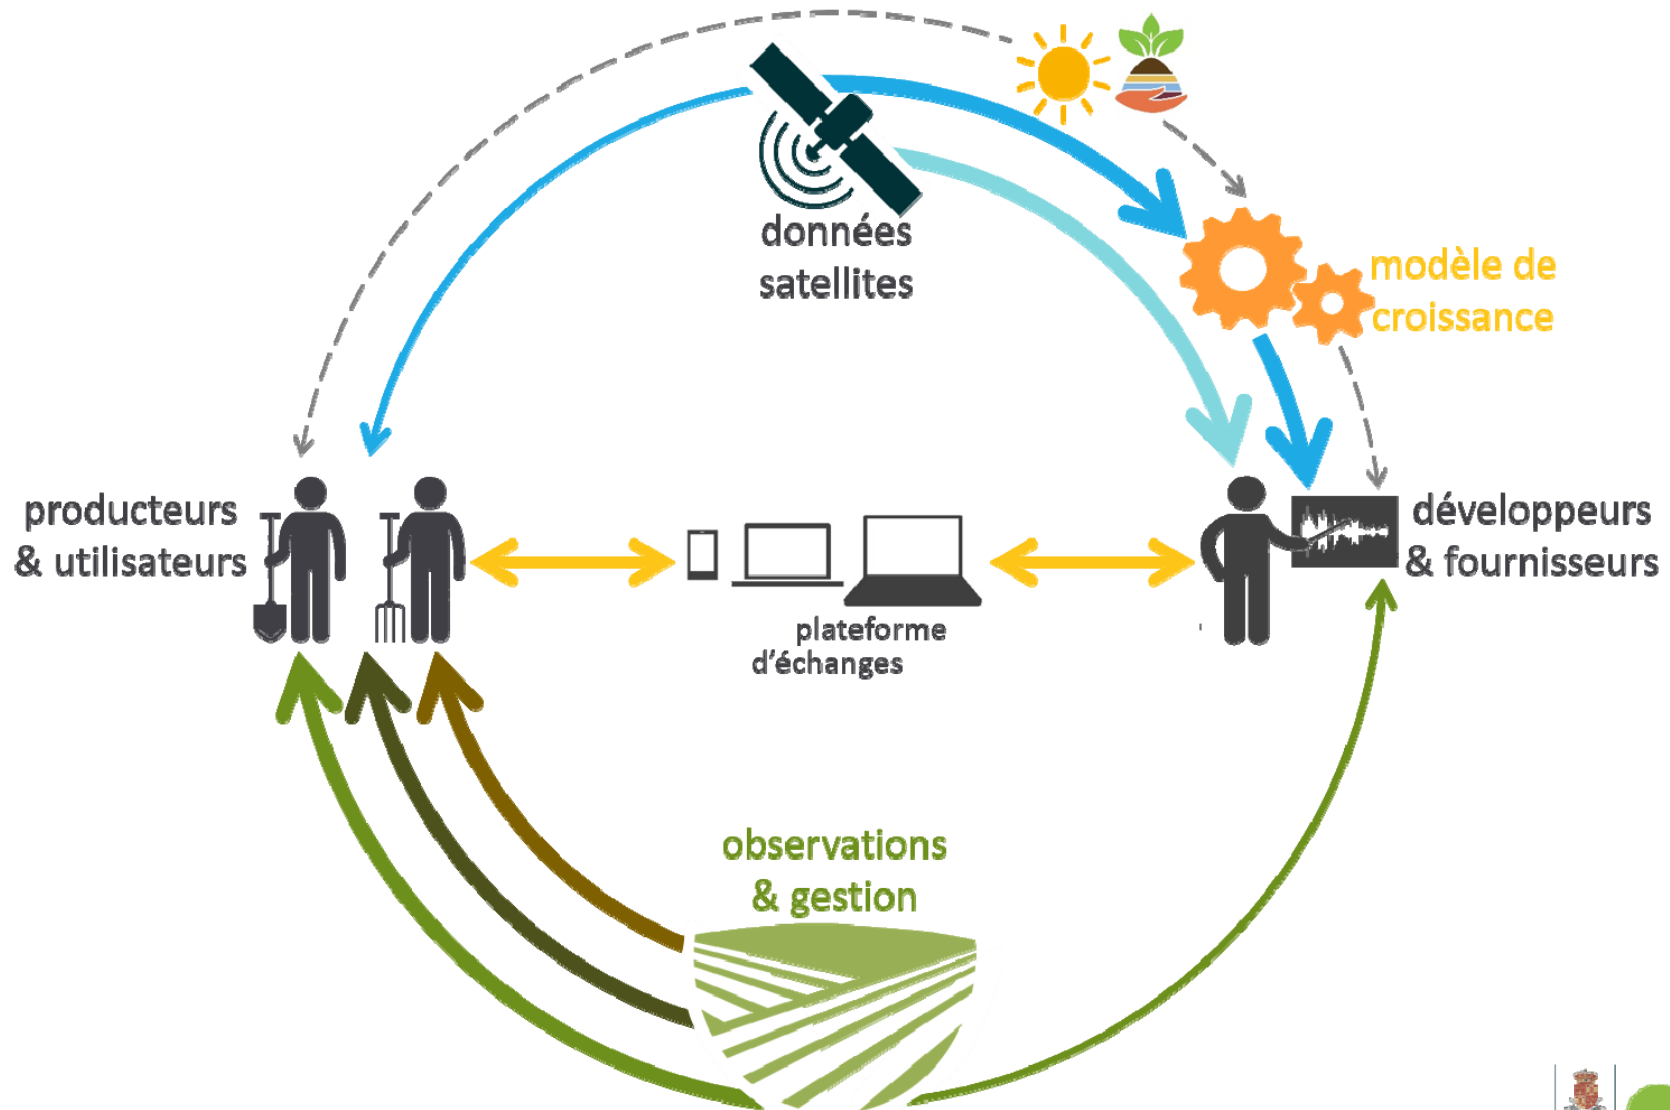 données
satellites
modèle de
croissance
producteurs
& utilisateurs
développeurs
& fournisseurs
plateforme
d'échanges
observations
& gestion